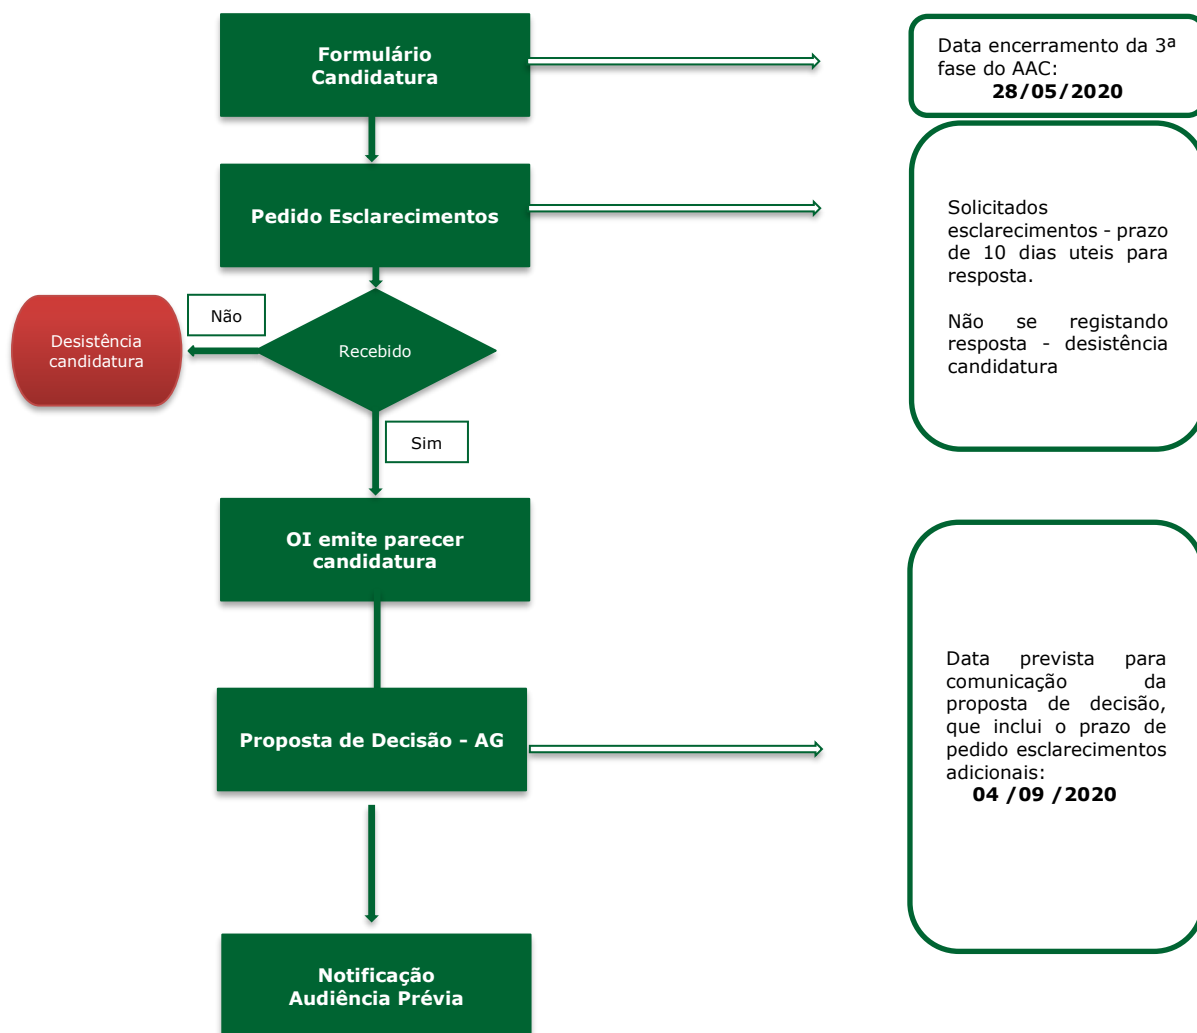 Formulário
Candidatura
Data encerramento da 3ª
fase do AAC:
28/05/2020
Pedido Esclarecimentos
Solicitados
esclarecimentos - prazo
de 10 dias uteis para
resposta.
Não se registando
resposta - desistência
candidatura
Não
Desistência
candidatura
Recebido
Sim
OI emite parecer
candidatura
Proposta de Decisão - AG
Data prevista para
comunicação da
proposta de decisão,
que inclui o prazo de
pedido esclarecimentos
adicionais:
04 /09 /2020
Notificação
Audiência Prévia